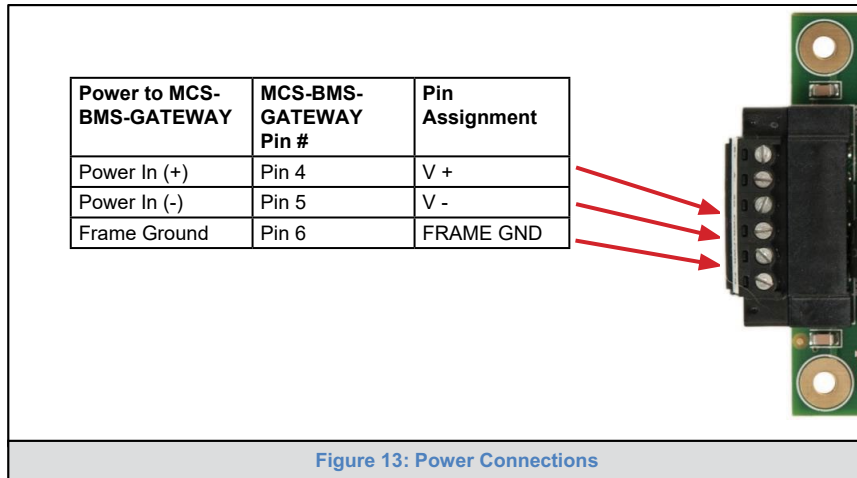 Power to MCS-
BMS-GATEWAY
MCS-BMS-
GATEWAY
Pin #
Pin
Assignment
Power In (+)
Pin 4
V +
Power In (-)
Pin 5
V -
Frame Ground
Pin 6
FRAME GND
Figure 13: Power Connections